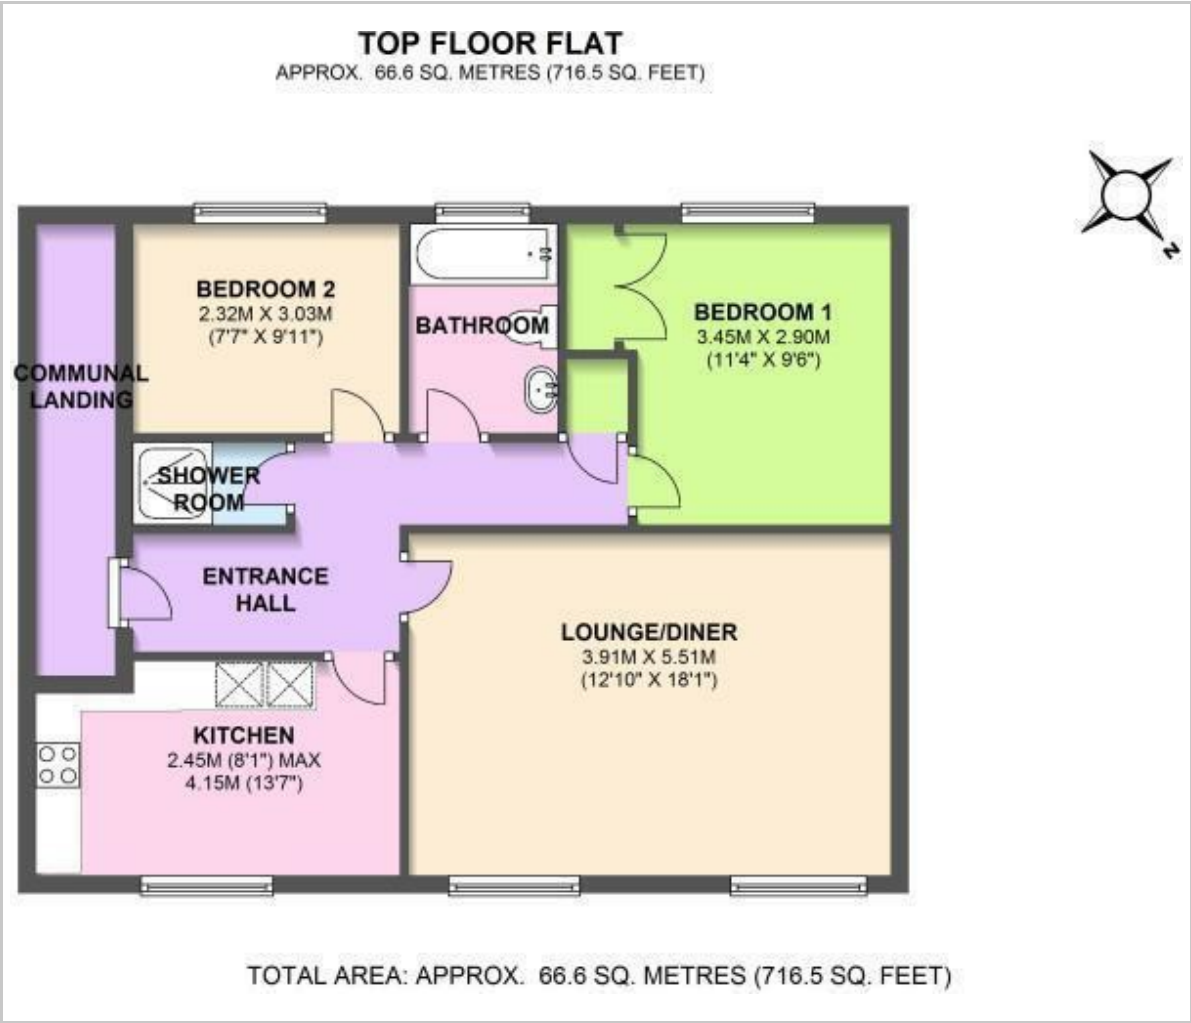 TOP FLOOR FLAT
APPROX. 66.6 SQ. METRES (716.5 SQ. FEET)
N
BEDROOM 2
2.32M X 3.03M
(7'7" X 9'11")
BATHROOM
BEDROOM 1
3.45M X 2.90M
(11'4" X 9'6")
COMMUNAL
LANDING
SHOWER
ROOM
ENTRANCE
HALL
LOUNGE/DINER
3.91M X 5.51M
(12'10" X 18'1")
KITCHEN
2.45M (8'1") MAX
4.15M (13'7")
TOTAL AREA: APPROX. 66.6 SQ. METRES (716.5 SQ. FEET)